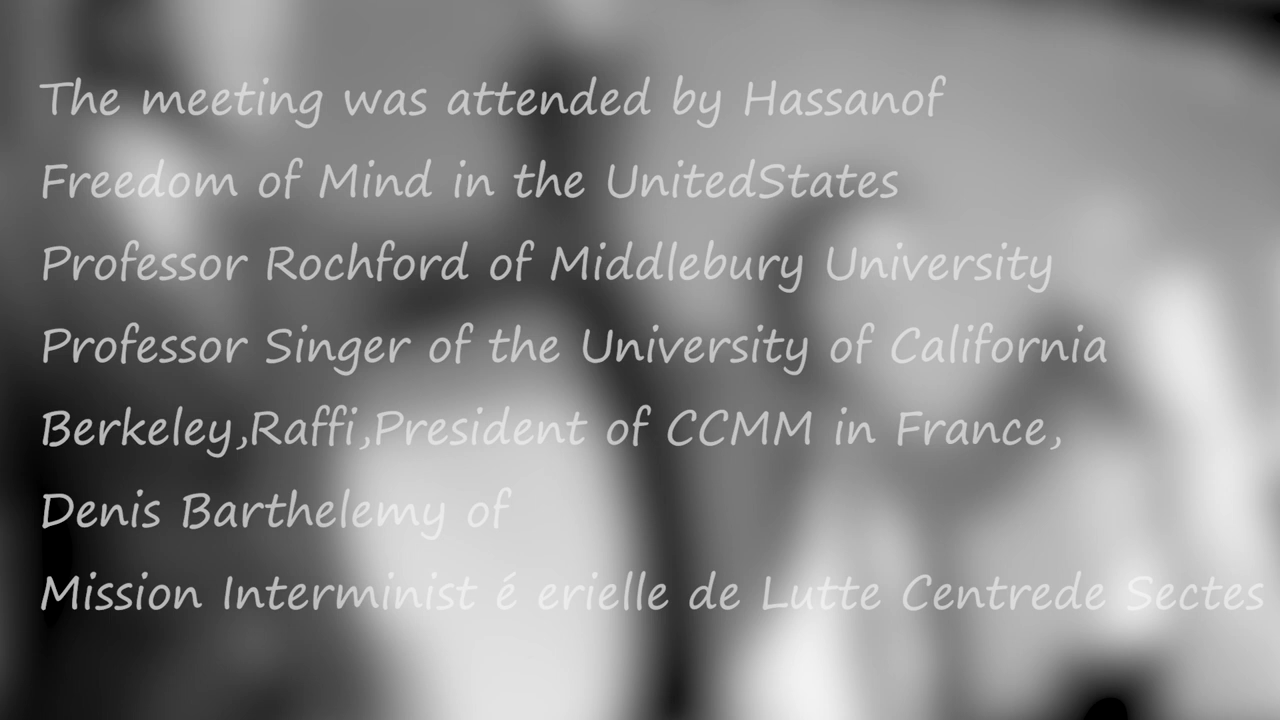 The meeting was attended by Hassanof
Freedom of Mind in the UnitedStates
Professor Rochford of Middlebury University
Professor Singer of the University of California
Berkeley,Raffi,President of CCMM in France,
Denis Barthelemy of
Mission Interminist é erielle de Lutte Centrede Sectes